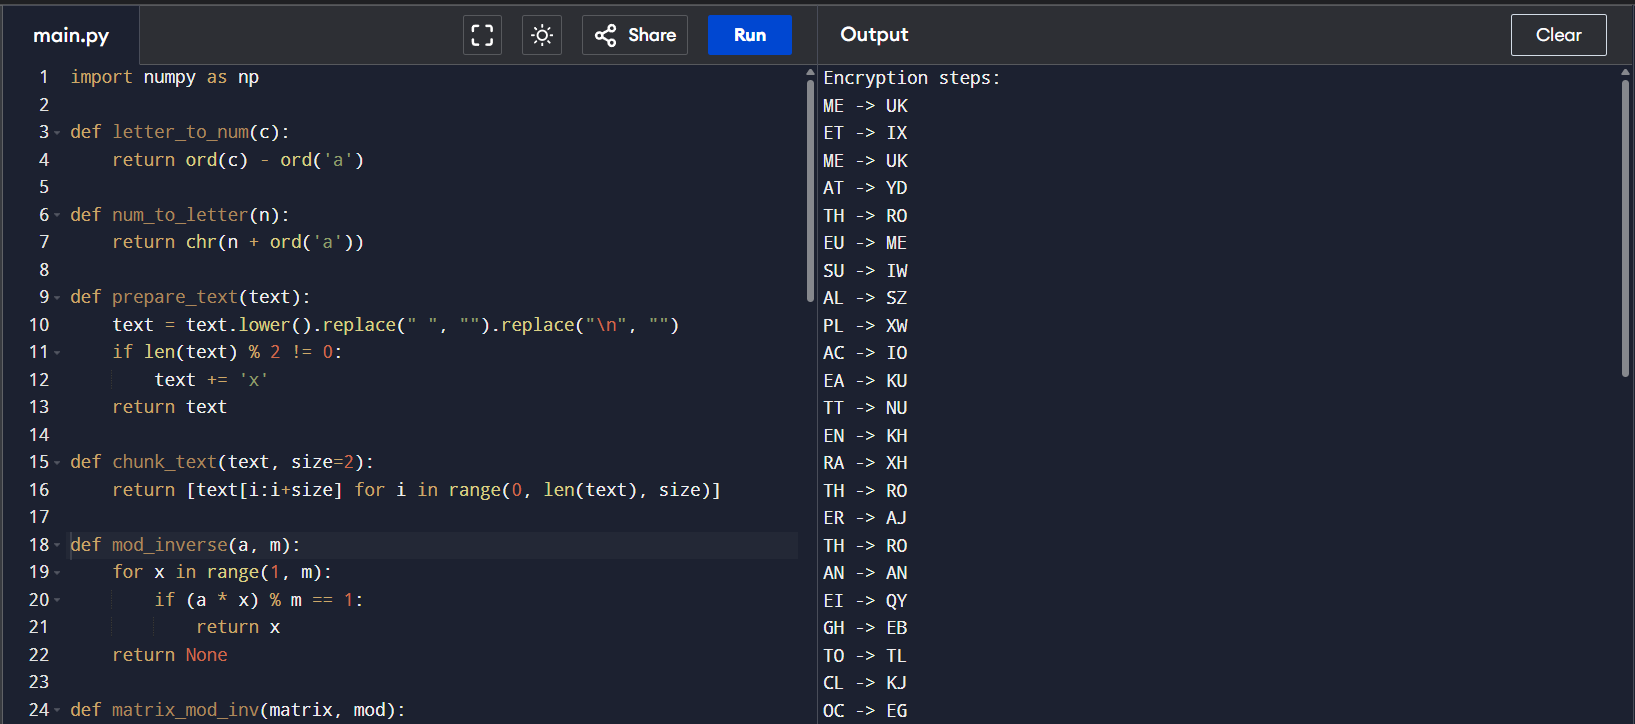 main.py Share Run Output Clear
1 import numpy as np
2
3 def letter_to_num(c):
4     return ord(c) - ord('a')
5
6 def num_to_letter(n):
7     return chr(n + ord('a'))
8
9 def prepare_text(text):
10     text = text.lower().replace(" ", "").replace("\n", "")
11     if len(text) % 2 != 0:
12         text += 'x'
13     return text
14
15 def chunk_text(text, size=2):
16     return [text[i:i+size] for i in range(0, len(text), size)]
17
18 def mod_inverse(a, m):
19     for x in range(1, m):
20         if (a * x) % m == 1:
21             return x
22     return None
23
24 def matrix_mod_inv(matrix, mod):
Encryption steps:
ME -> UK
ET -> IX
ME -> UK
AT -> YD
TH -> RO
EU -> ME
SU -> IW
AL -> SZ
PL -> XW
AC -> IO
EA -> KU
TT -> NU
EN -> KH
RA -> XH
TH -> RO
ER -> AJ
TH -> RO
AN -> AN
EI -> QY
GH -> EB
TO -> TL
CL -> KJ
OC -> EG